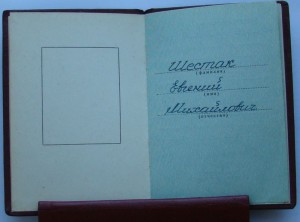 Шестак
(фамилия)
Евгений
(имя)
Михайлович
(отчество)